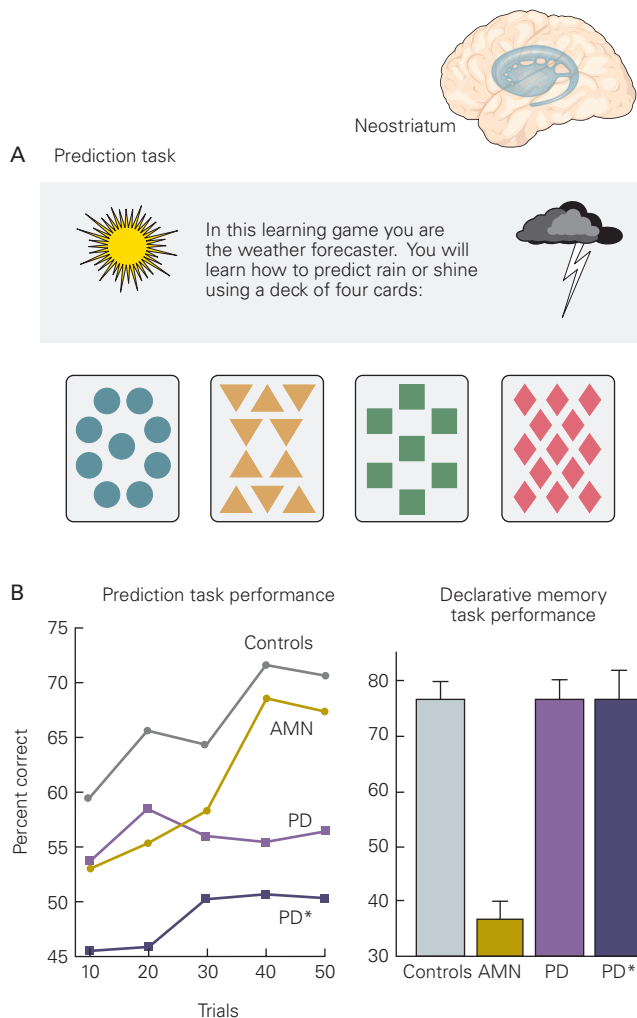 Neostriatum
A Prediction task
In this learning game you are
the weather forecaster. You will
learn how to predict rain or shine
using a deck of four cards:
B Prediction task performance
Declarative memory
task performance
Percent correct
75
70
65
60
55
50
45
Controls
AMN
PD
PD*
10 20 30 40 50
Trials
80
75
80
50
40
30
Controls AMN PD PD*